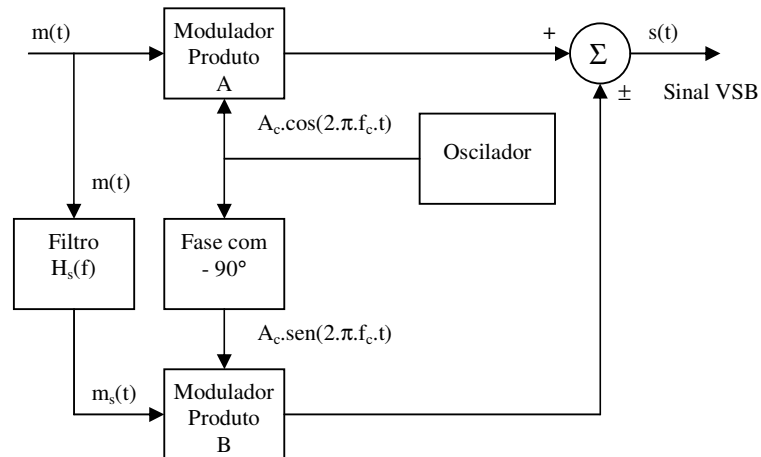 m(t)
Modulador
Produto
A
+
Σ
s(t)
±
Sinal VSB
A_c.cos(2.π.f_c.t)
Oscilador
m(t)
Filtro
H_s(f)
Fase com
- 90°
A_c.sen(2.π.f_c.t)
m_s(t)
Modulador
Produto
B